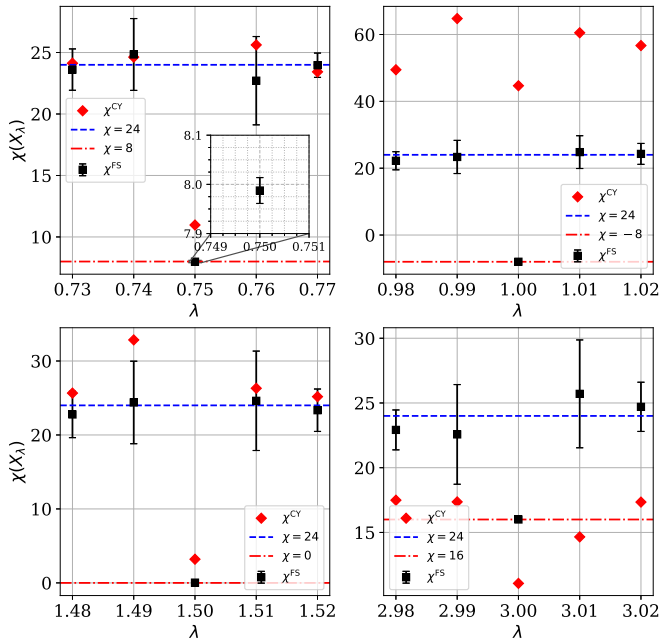 25
20
15
10
χ(X_λ)
χ^CY
χ = 24
χ = 8
χ^FS
8.1
8.0
7.9
0.749 0.750 0.751
0.73 0.74 0.75 0.76 0.77
λ
60
40
20
0
χ^CY
χ = 24
χ = −8
χ^FS
0.98 0.99 1.00 1.01 1.02
λ
30
20
10
0
χ(X_λ)
χ^CY
χ = 24
χ = 0
χ^FS
1.48 1.49 1.50 1.51 1.52
λ
30
25
20
15
χ^CY
χ = 24
χ = 16
χ^FS
2.98 2.99 3.00 3.01 3.02
λ